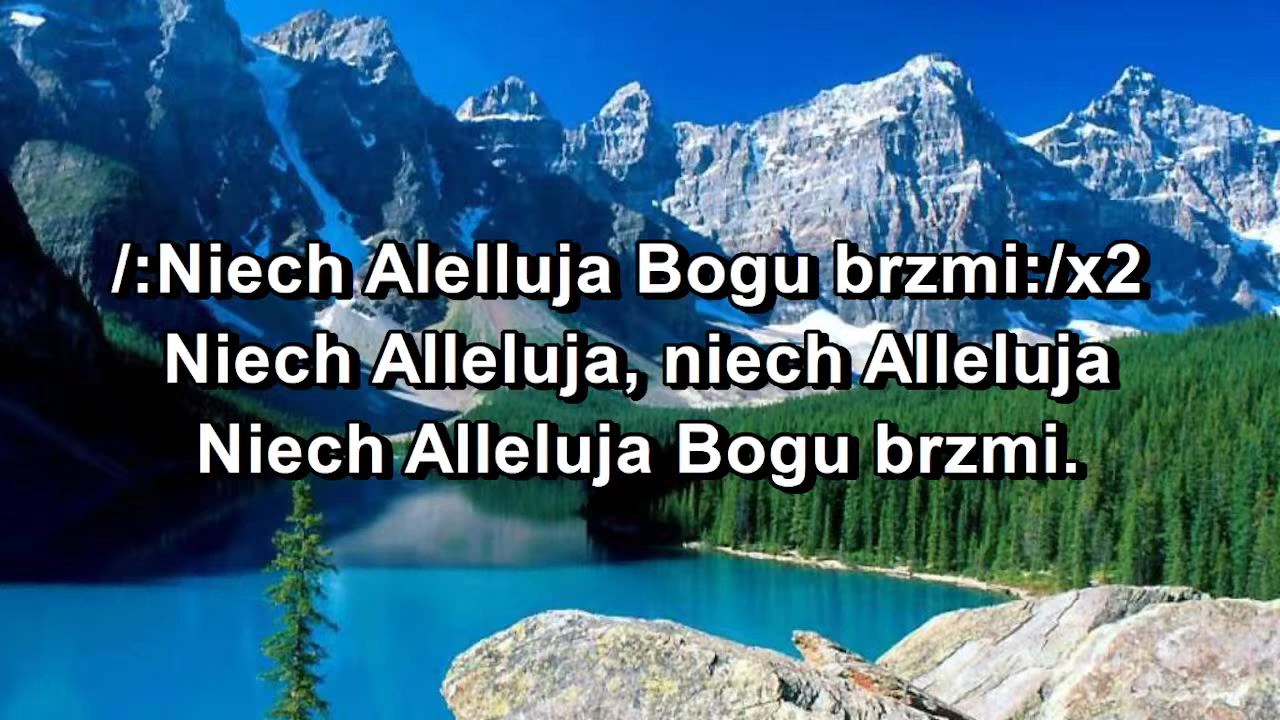 /:Niech Alelluja Bogu brzmi:/x2
Niech Alleluja, niech Alleluja
Niech Alleluja Bogu brzmi.